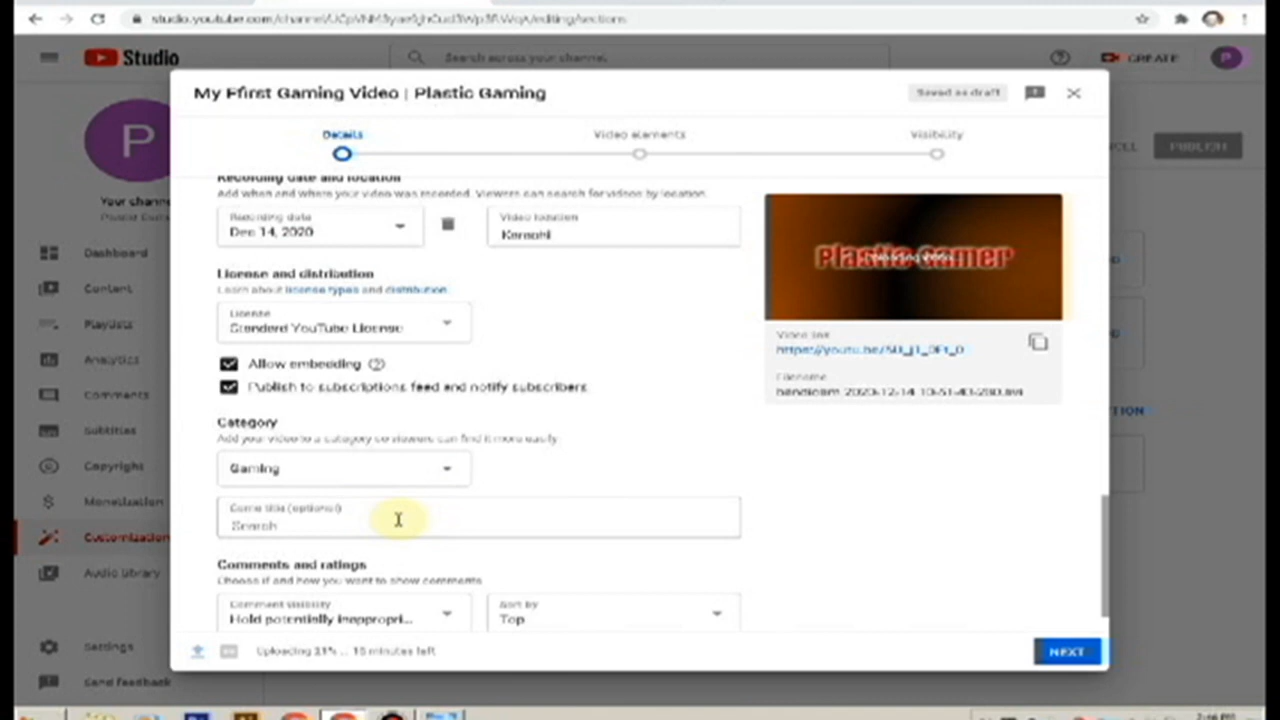 Studio
Search across your channel
CREATE
P
P
Your chann
PUBLISH
Dashboard
Content
Playlists
Analytics
Comments
Subtitles
Copyright
Monetization
Customization
Audio library
Settings
Send feedback
My Ffirst Gaming Video | Plastic Gaming
Saved as draft
Details
Video elements
Visibility
Recording date and location
Add when and where your video was recorded. Viewers can search for videos by location.
Recording date
Dec 14, 2020
Video location
Karachi
License and distribution
Learn about license types and distribution.
License
Standard YouTube License
Allow embedding
Publish to subscriptions feed and notify subscribers
Category
Add your video to a category so viewers can find it more easily
Gaming
Game title (optional)
Search
Comments and ratings
Choose if and how you want to show comments
Comment visibility
Hold potentially inappropri...
Sort by
Top
Plastic Gamer
Video link
Filename
Uploading 21% ... 15 minutes left
NEXT